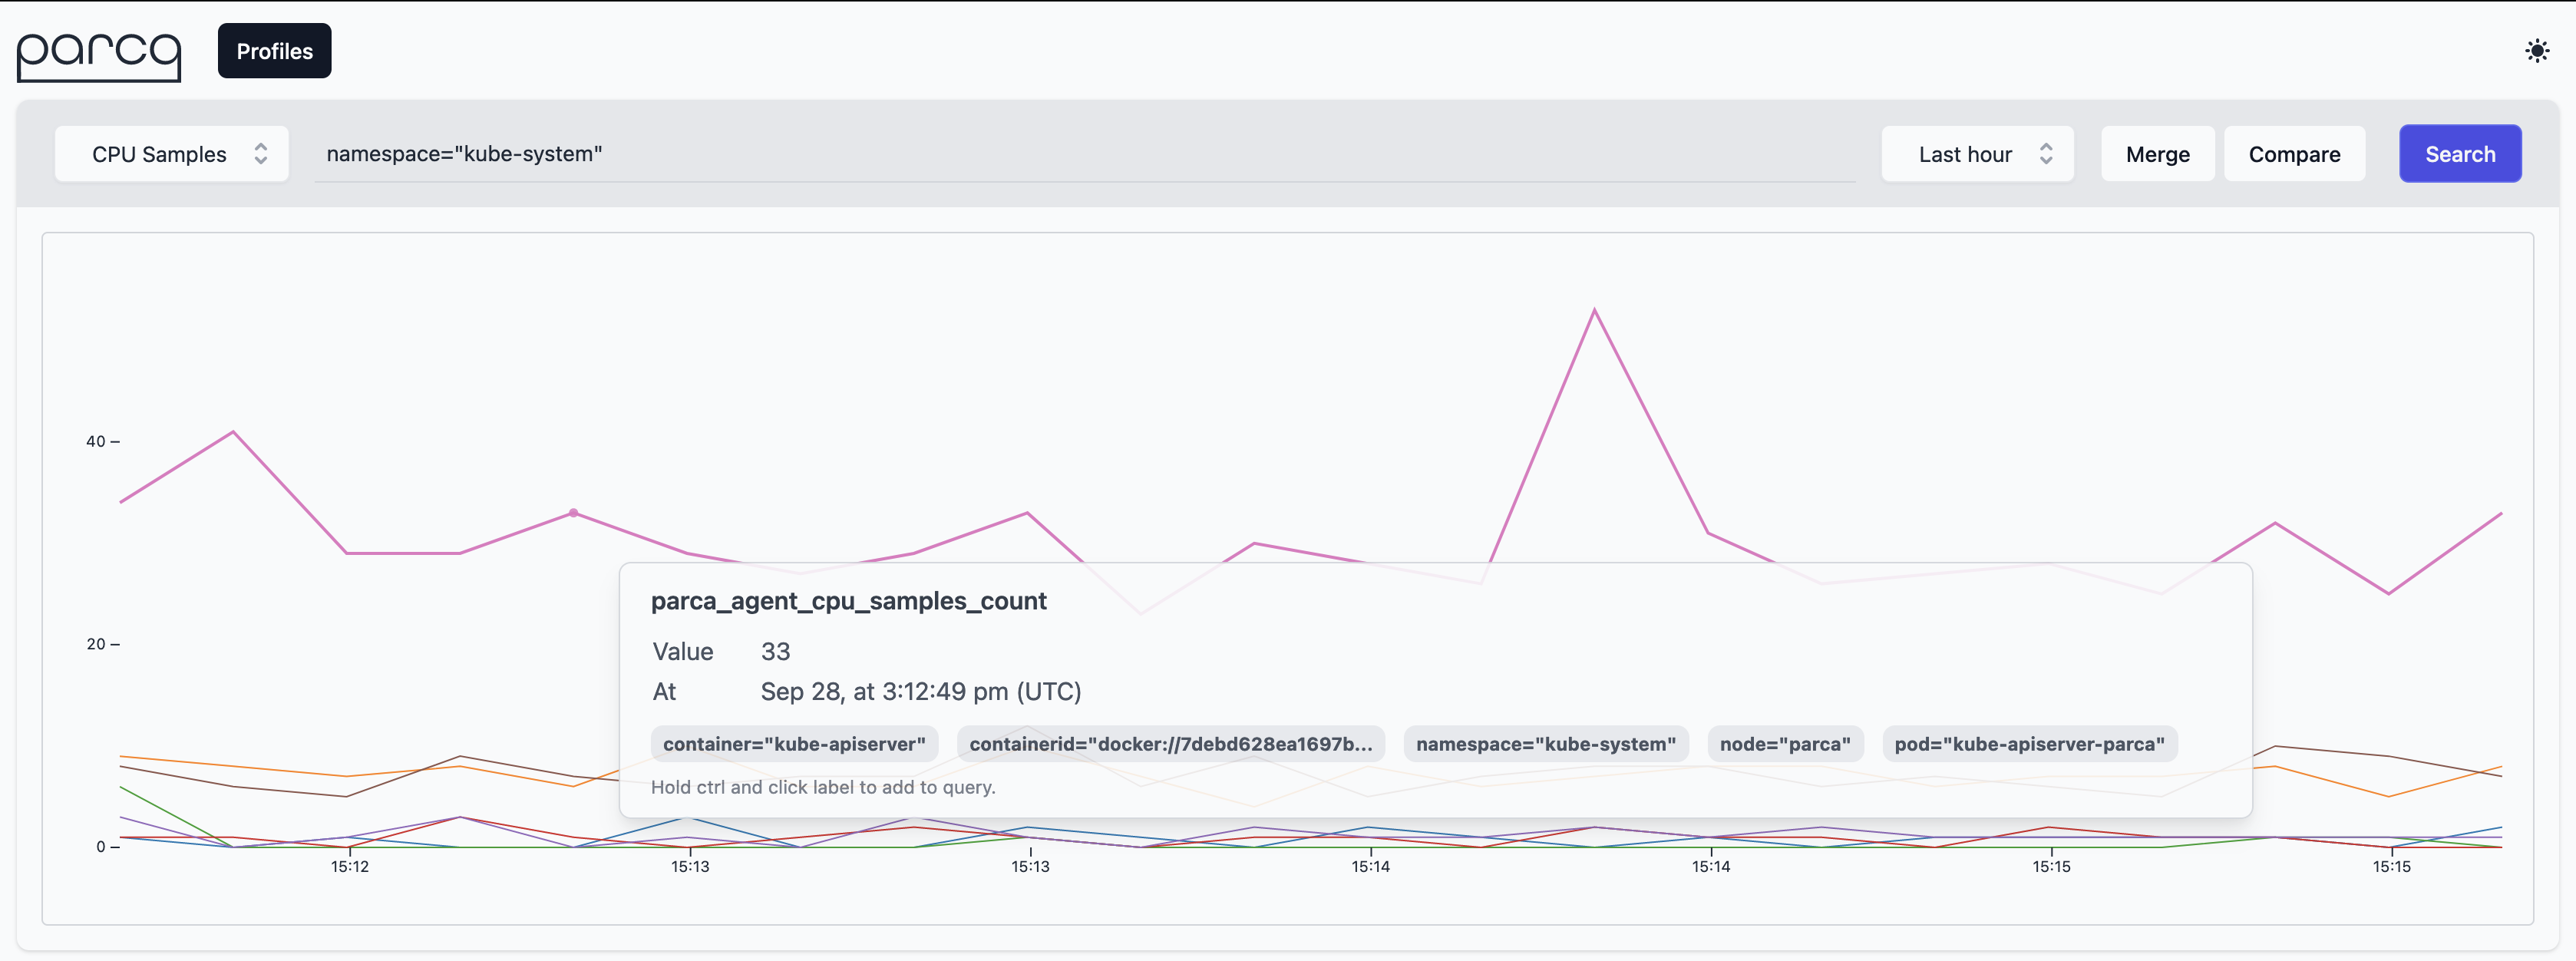 parca
Profiles
CPU Samples
namespace="kube-system"
Last hour
Merge
Compare
Search
40
20
0
parca_agent_cpu_samples_count
Value 33
At Sep 28, at 3:12:49 pm (UTC)
container="kube-apiserver" containerid="docker://7debd628ea1697b... namespace="kube-system" node="parca" pod="kube-apiserver-parca"
Hold ctrl and click label to add to query.
15:12 15:13 15:13 15:14 15:14 15:15 15:15